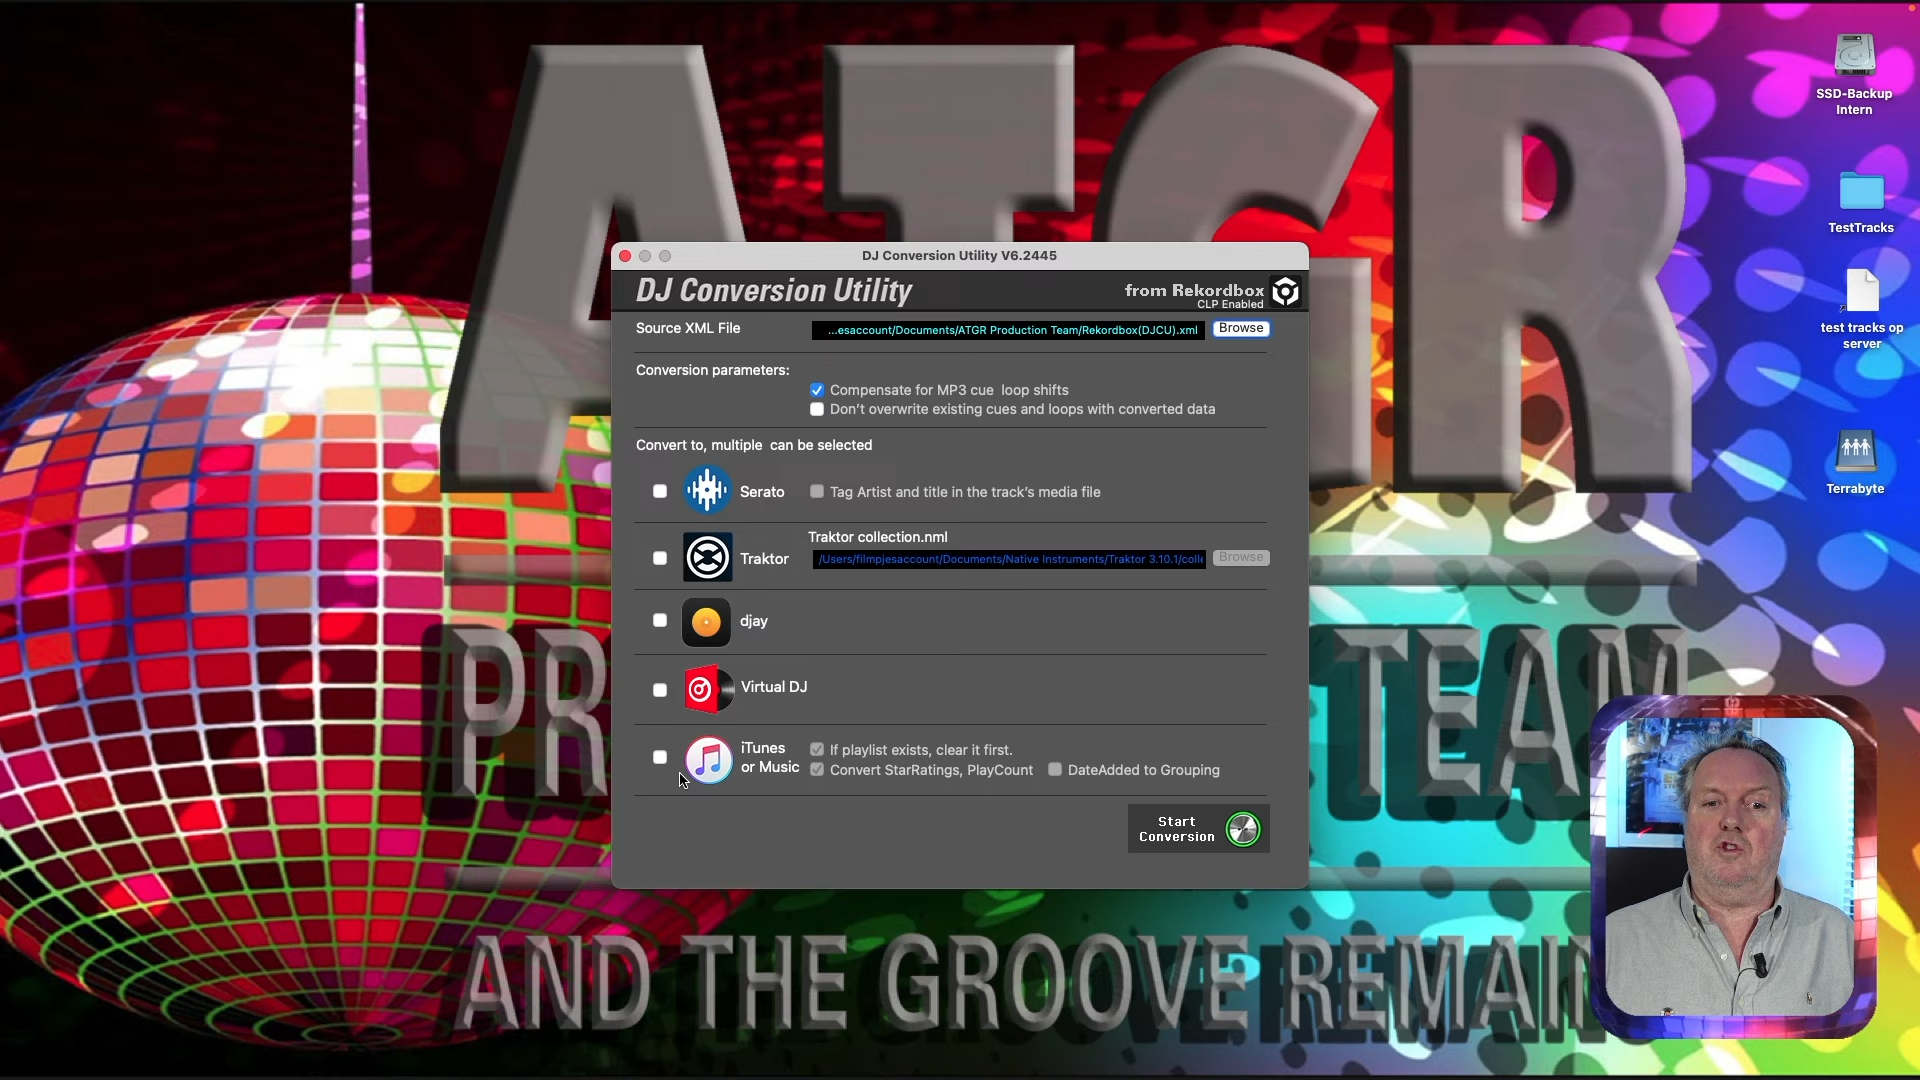 ATGR
SSD-Backup
Intern
TestTracks
test tracks op
server
Terrabyte
DJ Conversion Utility V6.2445
DJ Conversion Utility
from Rekordbox
CLP Enabled
Source XML File
...esaccount/Documents/ATGR Production Team/Rekordbox(DJCU).xml
Browse
Conversion parameters:
Compensate for MP3 cue loop shifts
Don't overwrite existing cues and loops with converted data
Convert to, multiple can be selected
Serato
Tag Artist and title in the track's media file
Traktor collection.nml
Traktor
/Users/filmpjesaccount/Documents/Native Instruments/Traktor 3.10.1/colle
Browse
djay
Virtual DJ
iTunes
or Music
If playlist exists, clear it first.
Convert StarRatings, PlayCount
DateAdded to Grouping
Start
Conversion
PR TEAM
AND THE GROOVE REMAIN